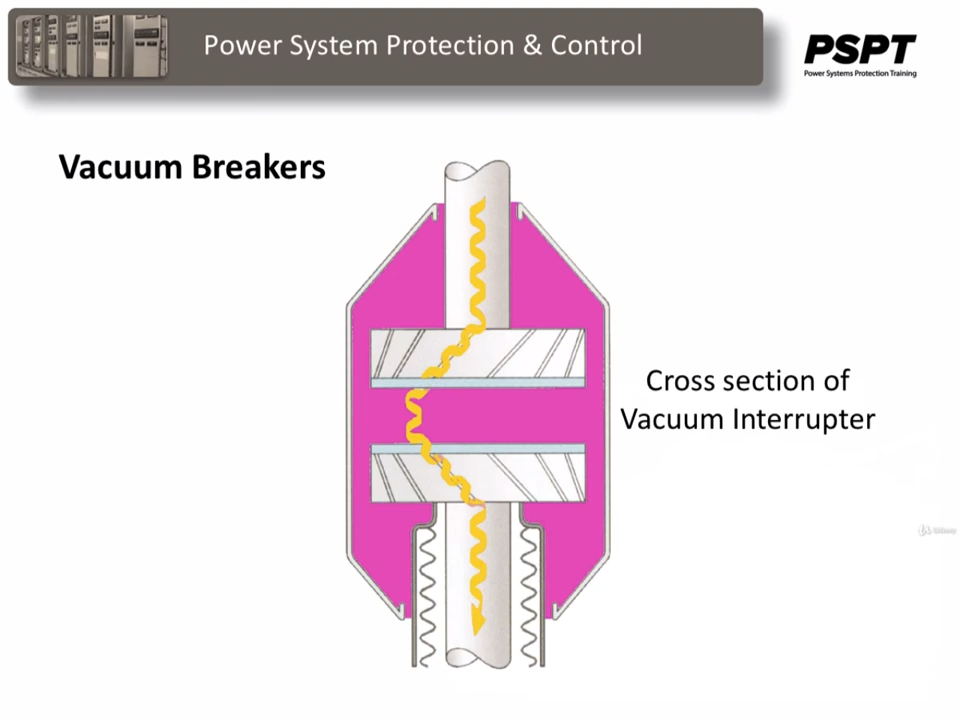 Power System Protection & Control
PSPT
Power Systems Protection Training
Vacuum Breakers
Cross section of
Vacuum Interrupter